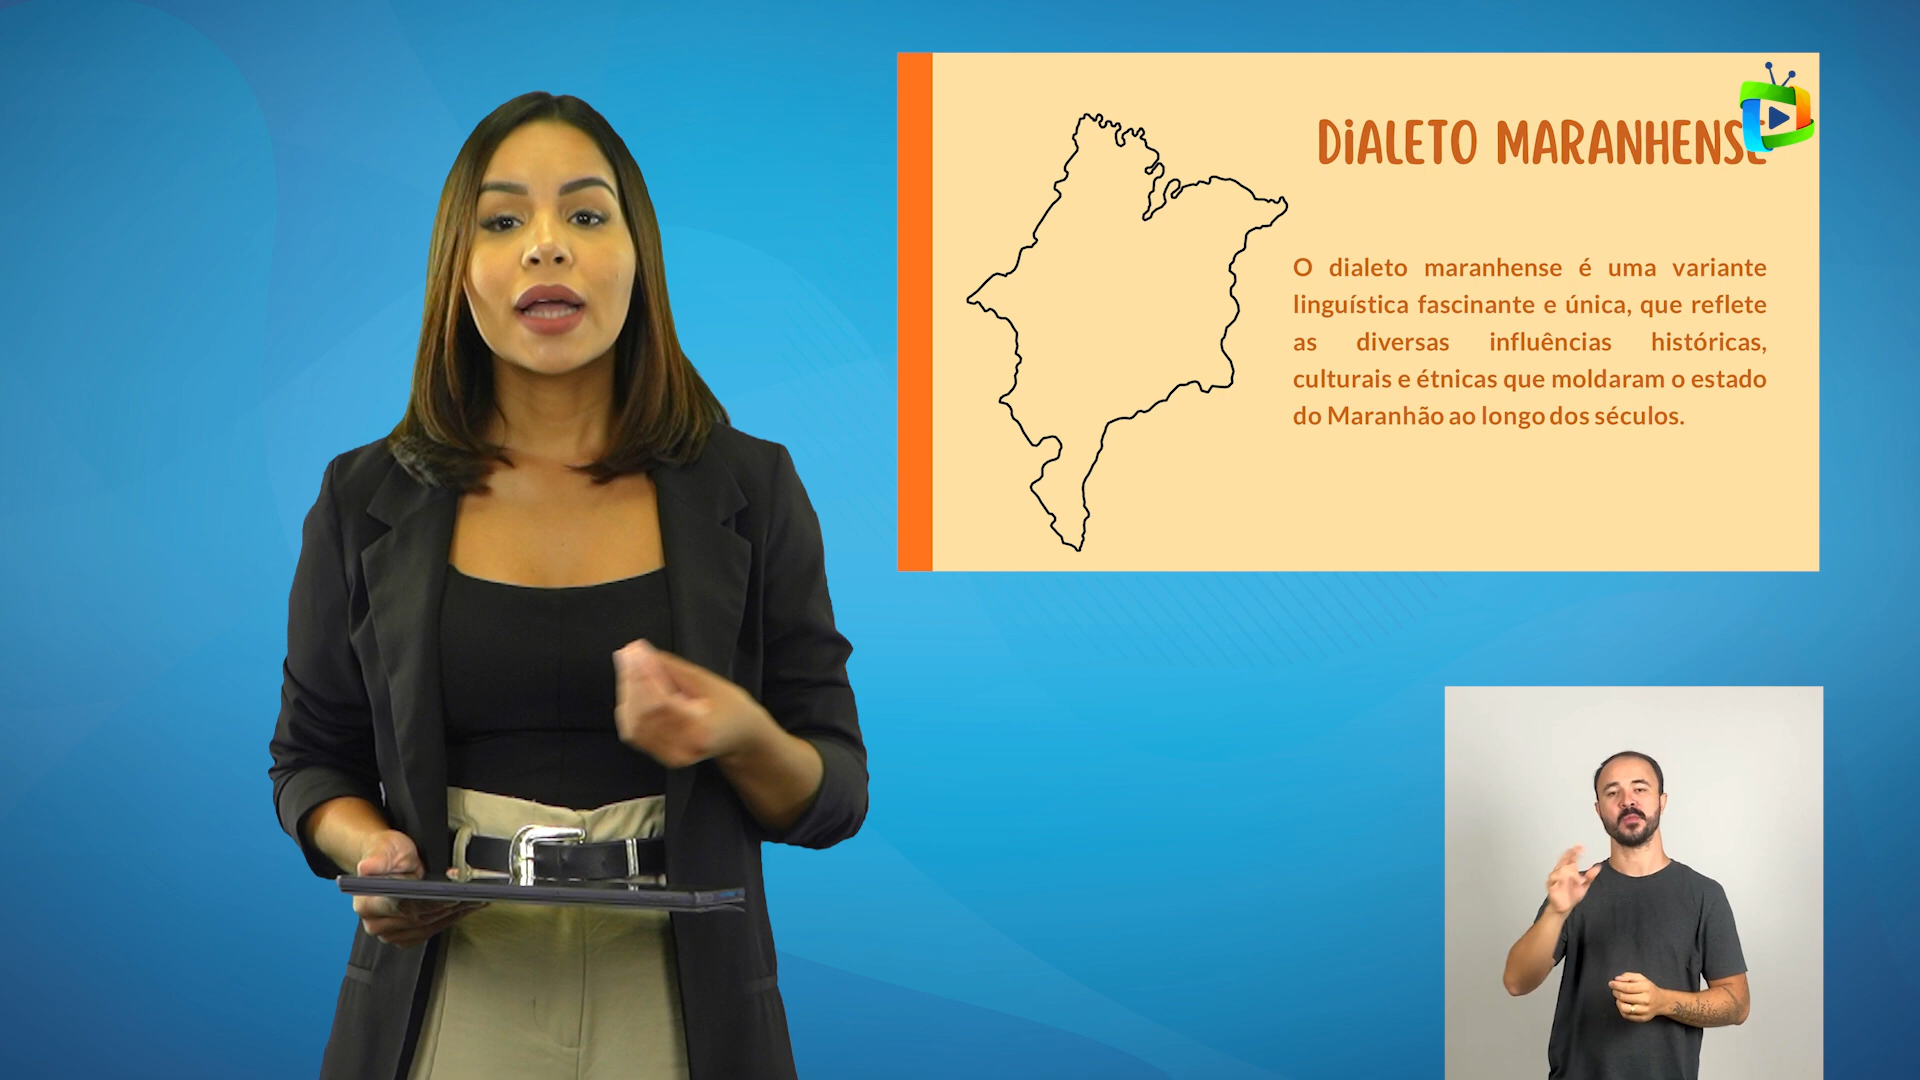 DiALETO MARANHENSE
O dialeto maranhense é uma variante
linguística fascinante e única, que reflete
as diversas influências históricas,
culturais e étnicas que moldaram o estado
do Maranhão ao longo dos séculos.